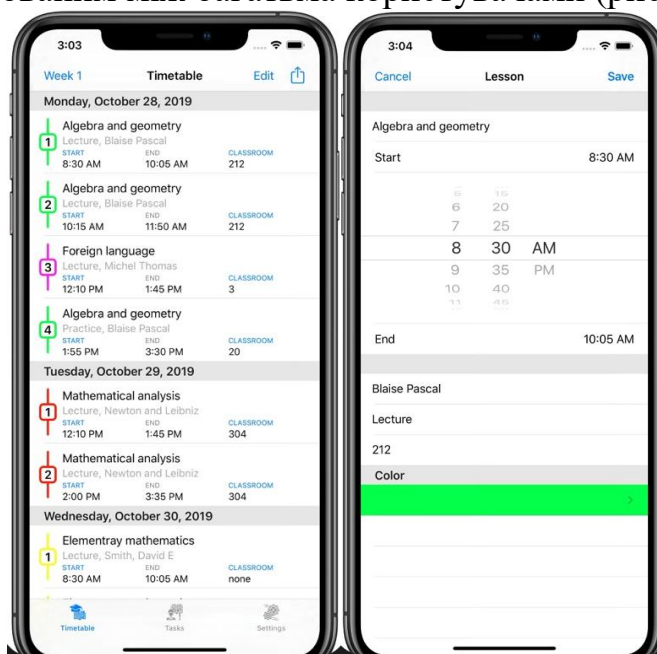 3:03
Week 1 Timetable Edit
Monday, October 28, 2019
Algebra and geometry
1
Lecture, Blaise Pascal
START END CLASSROOM
8:30 AM 10:05 AM 212
Algebra and geometry
2
Lecture, Blaise Pascal
START END CLASSROOM
10:15 AM 11:50 AM 212
Foreign language
3
Lecture, Michel Thomas
START END CLASSROOM
12:10 PM 1:45 PM 3
Algebra and geometry
4
Practice, Blaise Pascal
START END CLASSROOM
1:55 PM 3:30 PM 20
Tuesday, October 29, 2019
Mathematical analysis
1
Lecture, Newton and Leibniz
START END CLASSROOM
12:10 PM 1:45 PM 304
Mathematical analysis
2
Lecture, Newton and Leibniz
START END CLASSROOM
2:00 PM 3:35 PM 304
Wednesday, October 30, 2019
Elementray mathematics
1
Lecture, Smith, David E
START END CLASSROOM
8:30 AM 10:05 AM none
Timetable Tasks Settings
3:04
Cancel Lesson Save
Algebra and geometry
Start 8:30 AM
6 20
7 25
8 30 AM
9 35 PM
10 40
End 10:05 AM
Blaise Pascal
Lecture
212
Color